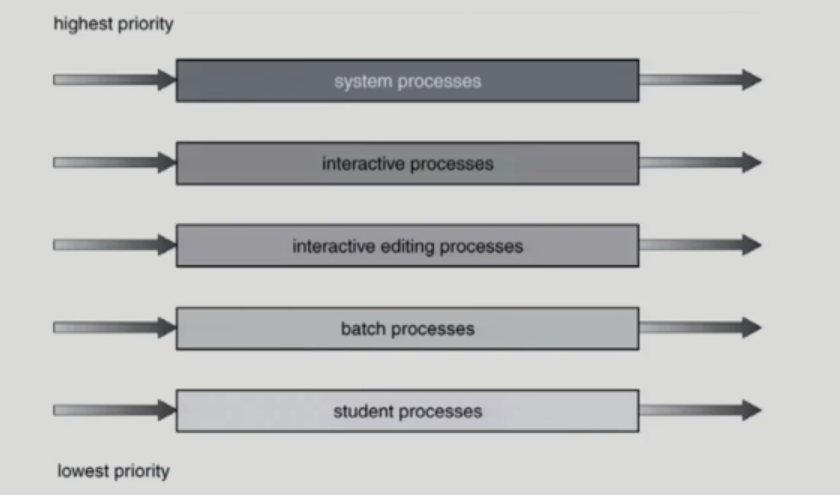 highest priority
system processes
interactive processes
interactive editing processes
batch processes
student processes
lowest priority